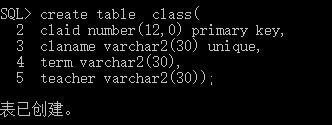 SQL> create table  class(
  2  claid number(12,0) primary key,
  3  claname varchar2(30) unique,
  4  term varchar2(30),
  5  teacher varchar2(30));
表已创建。